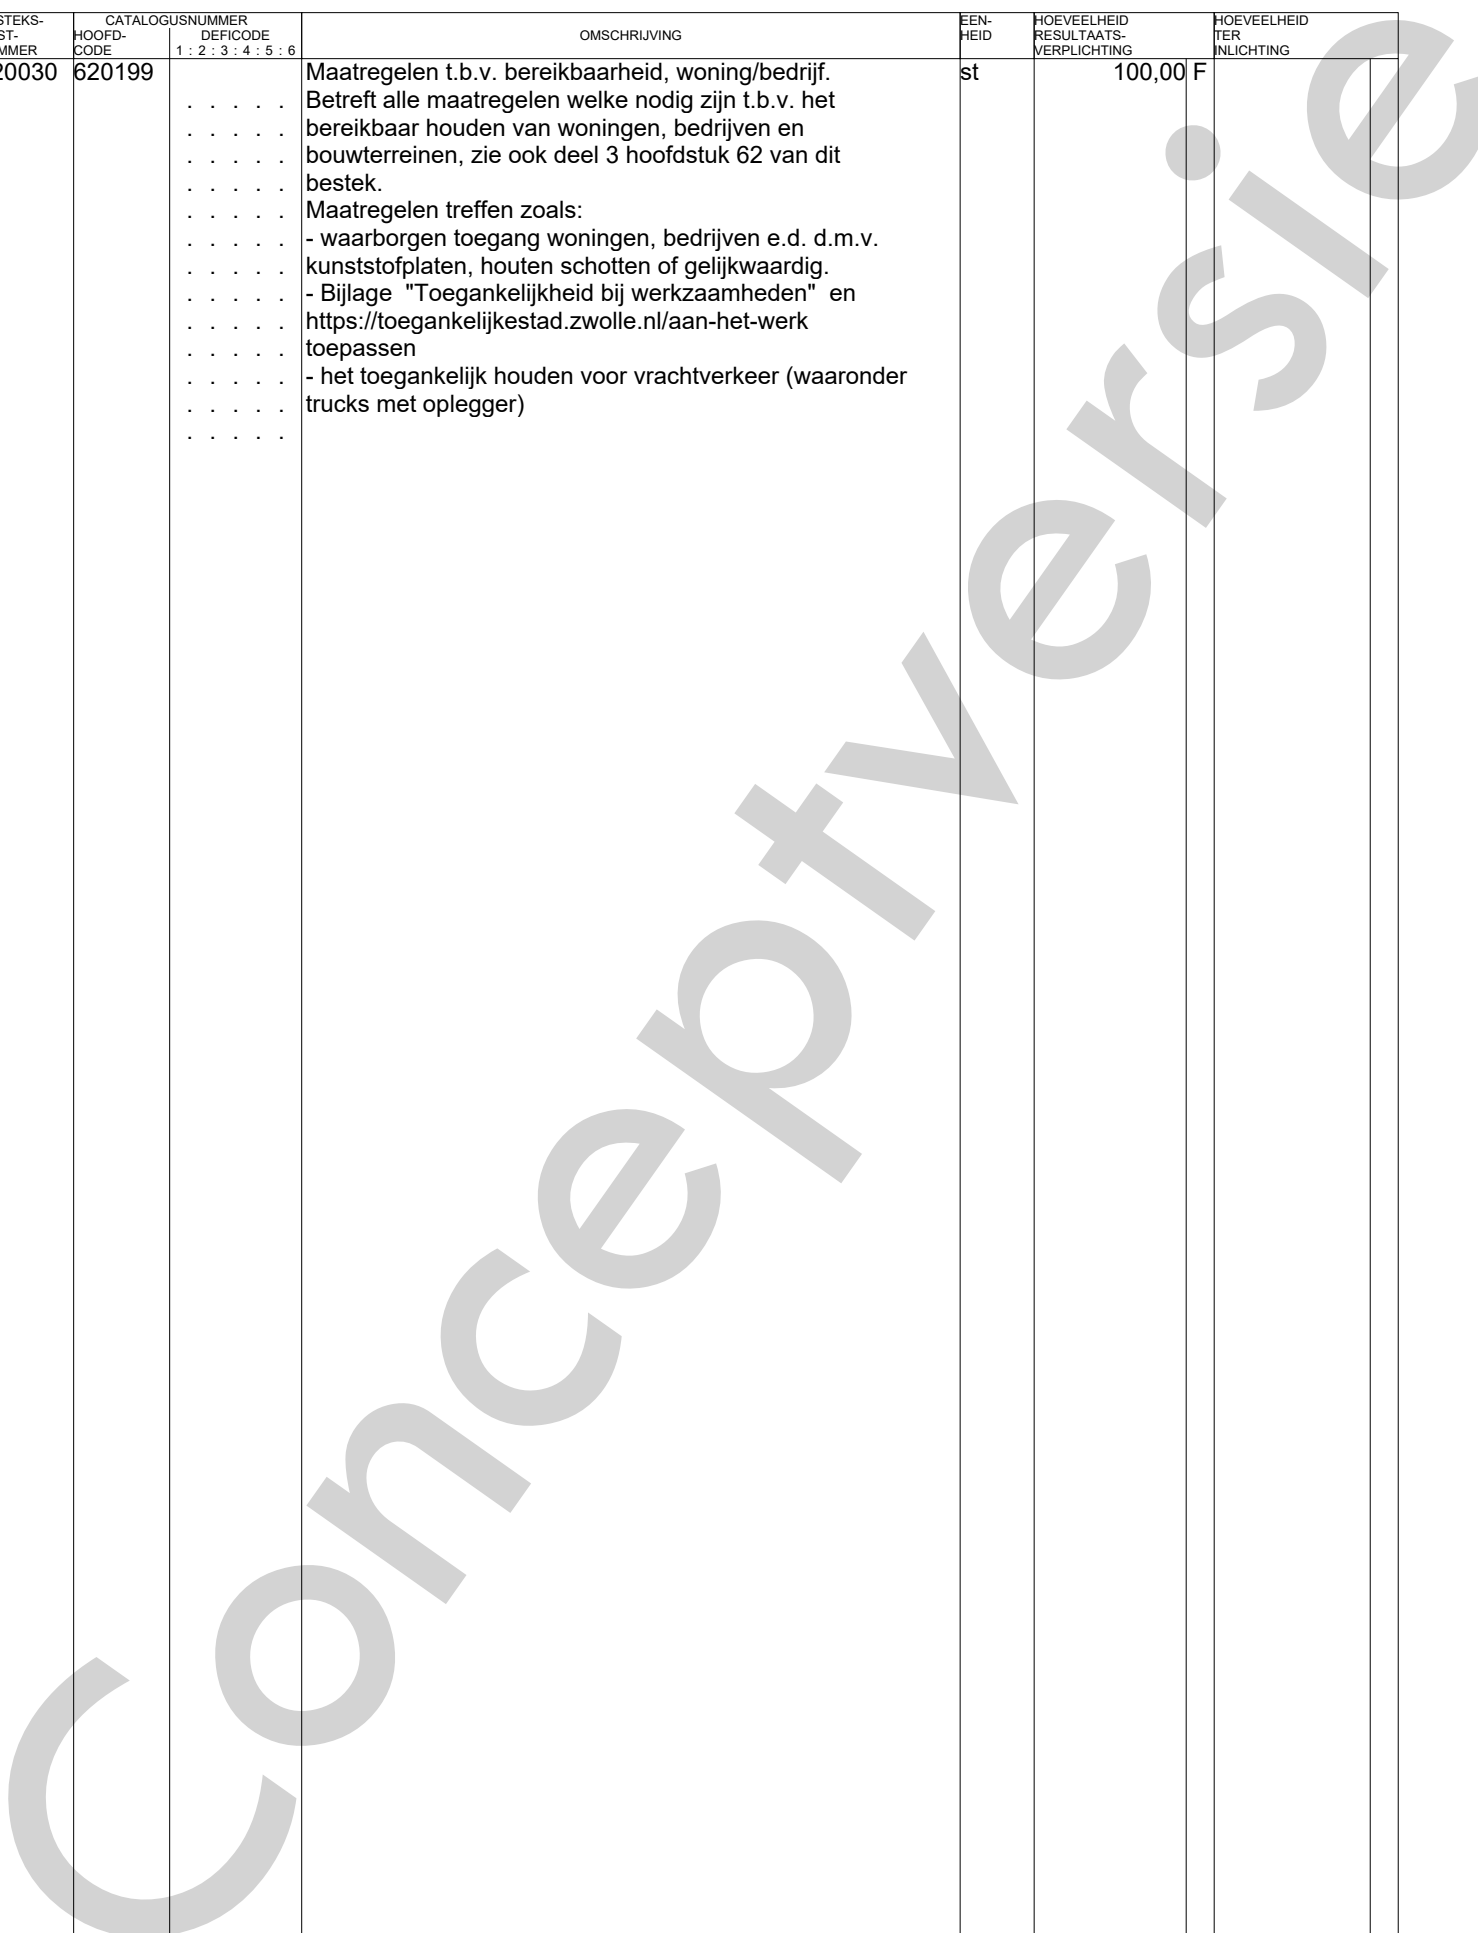 STEKS- CATALOGUSNUMMER EEN- HOEVEELHEID HOEVEELHEID
ST- HOOFD- DEFICODE OMSCHRIJVING HEID RESULTAATS- TER
MMER CODE 1 : 2 : 3 : 4 : 5 : 6 VERPLICHTING INLICHTING
20030 620199 Maatregelen t.b.v. bereikbaarheid, woning/bedrijf. st 100,00 F
. . . . . Betreft alle maatregelen welke nodig zijn t.b.v. het
. . . . . bereikbaar houden van woningen, bedrijven en
. . . . . bouwterreinen, zie ook deel 3 hoofdstuk 62 van dit
. . . . . bestek.
. . . . . Maatregelen treffen zoals:
. . . . . - waarborgen toegang woningen, bedrijven e.d. d.m.v.
. . . . . kunststofplaten, houten schotten of gelijkwaardig.
. . . . . - Bijlage "Toegankelijkheid bij werkzaamheden" en
. . . . . https://toegankelijkestad.zwolle.nl/aan-het-werk
. . . . . toepassen
. . . . . - het toegankelijk houden voor vrachtverkeer (waaronder
. . . . . trucks met oplegger)
. . . . .
Conceptversie